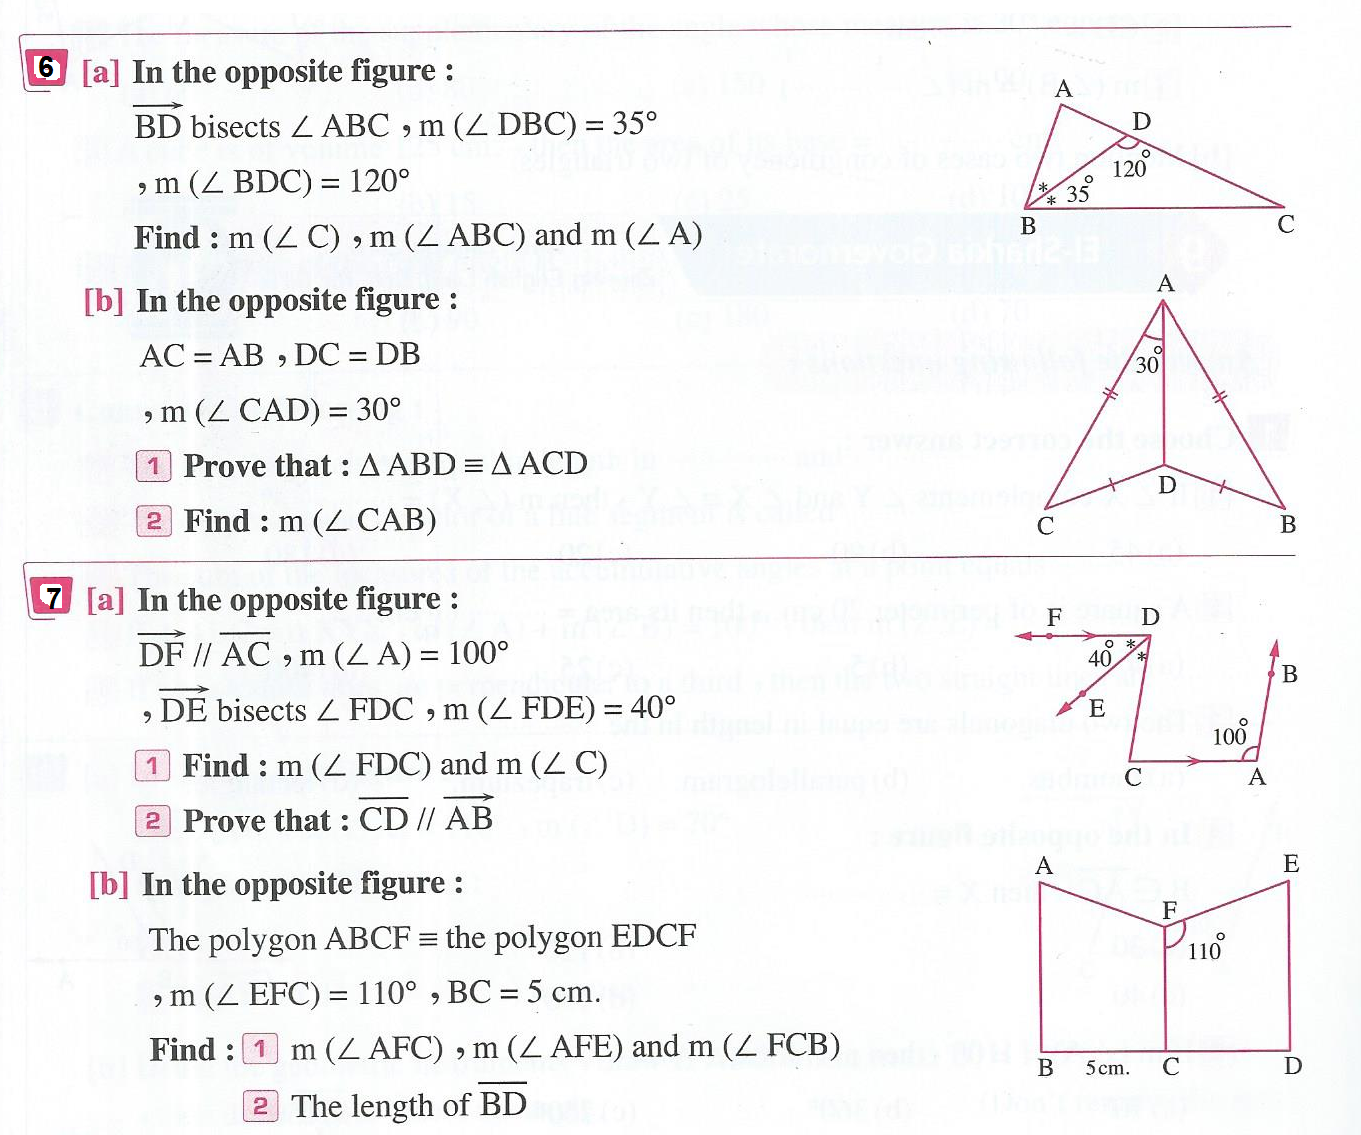 6 [a] In the opposite figure :
BD bisects ∠ ABC , m (∠ DBC) = 35°
, m (∠ BDC) = 120°
Find : m (∠ C) , m (∠ ABC) and m (∠ A)
A
D
120°
35°
*
*
B
C
[b] In the opposite figure :
AC = AB , DC = DB
, m (∠ CAD) = 30°
1 Prove that : Δ ABD ≡ Δ ACD
2 Find : m (∠ CAB)
A
30°
D
C
B
7 [a] In the opposite figure :
DF // AC , m (∠ A) = 100°
, DE bisects ∠ FDC , m (∠ FDE) = 40°
1 Find : m (∠ FDC) and m (∠ C)
2 Prove that : CD // AB
F
D
40°
*
*
E
B
100°
C
A
[b] In the opposite figure :
The polygon ABCF ≡ the polygon EDCF
, m (∠ EFC) = 110° , BC = 5 cm.
Find : 1 m (∠ AFC) , m (∠ AFE) and m (∠ FCB)
2 The length of BD
A
E
F
110°
B
5cm.
C
D